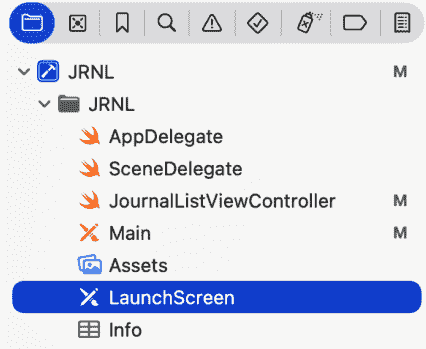 JRNL M
JRNL
AppDelegate
SceneDelegate
JournalListViewController M
Main M
Assets
LaunchScreen
Info